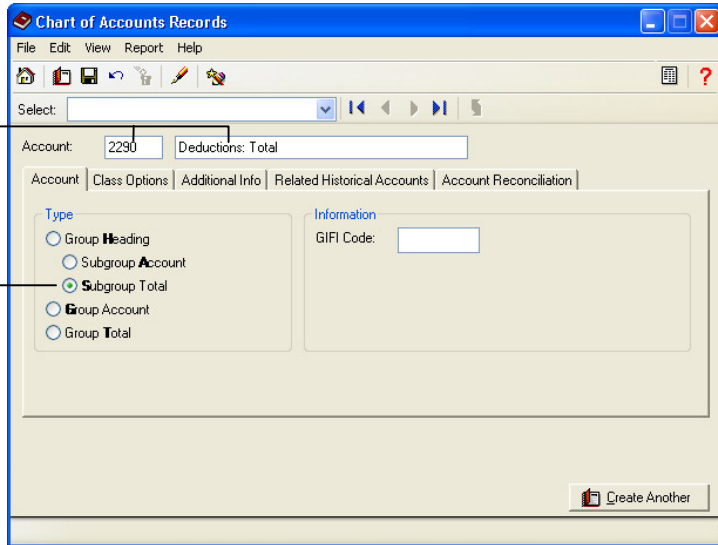 Chart of Accounts Records
File Edit View Report Help
Select:
Account: 2290 Deductions: Total
Account Class Options Additional Info Related Historical Accounts Account Reconciliation
Type Information
Group Heading GIFI Code:
Subgroup Account
Subgroup Total
Group Account
Group Total
Create Another